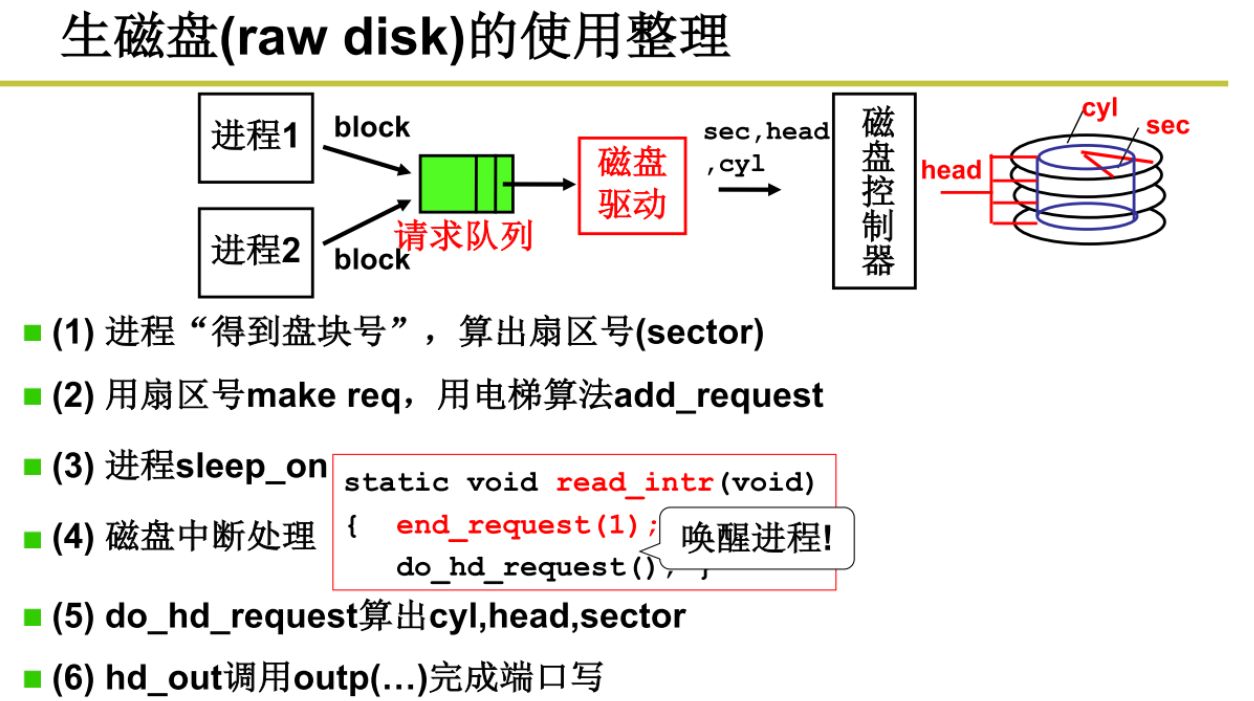 生磁盘(raw disk)的使用整理
进程1
block
进程2
block
请求队列
磁盘
驱动
sec,head
,cyl
磁盘控制器
head
cyl
sec
(1) 进程“得到盘块号”，算出扇区号(sector)
(2) 用扇区号make req，用电梯算法add_request
(3) 进程sleep_on
(4) 磁盘中断处理
static void read_intr(void)
{ end_request(1);
do_hd_request(); }
唤醒进程!
(5) do_hd_request算出cyl,head,sector
(6) hd_out调用outp(…)完成端口写